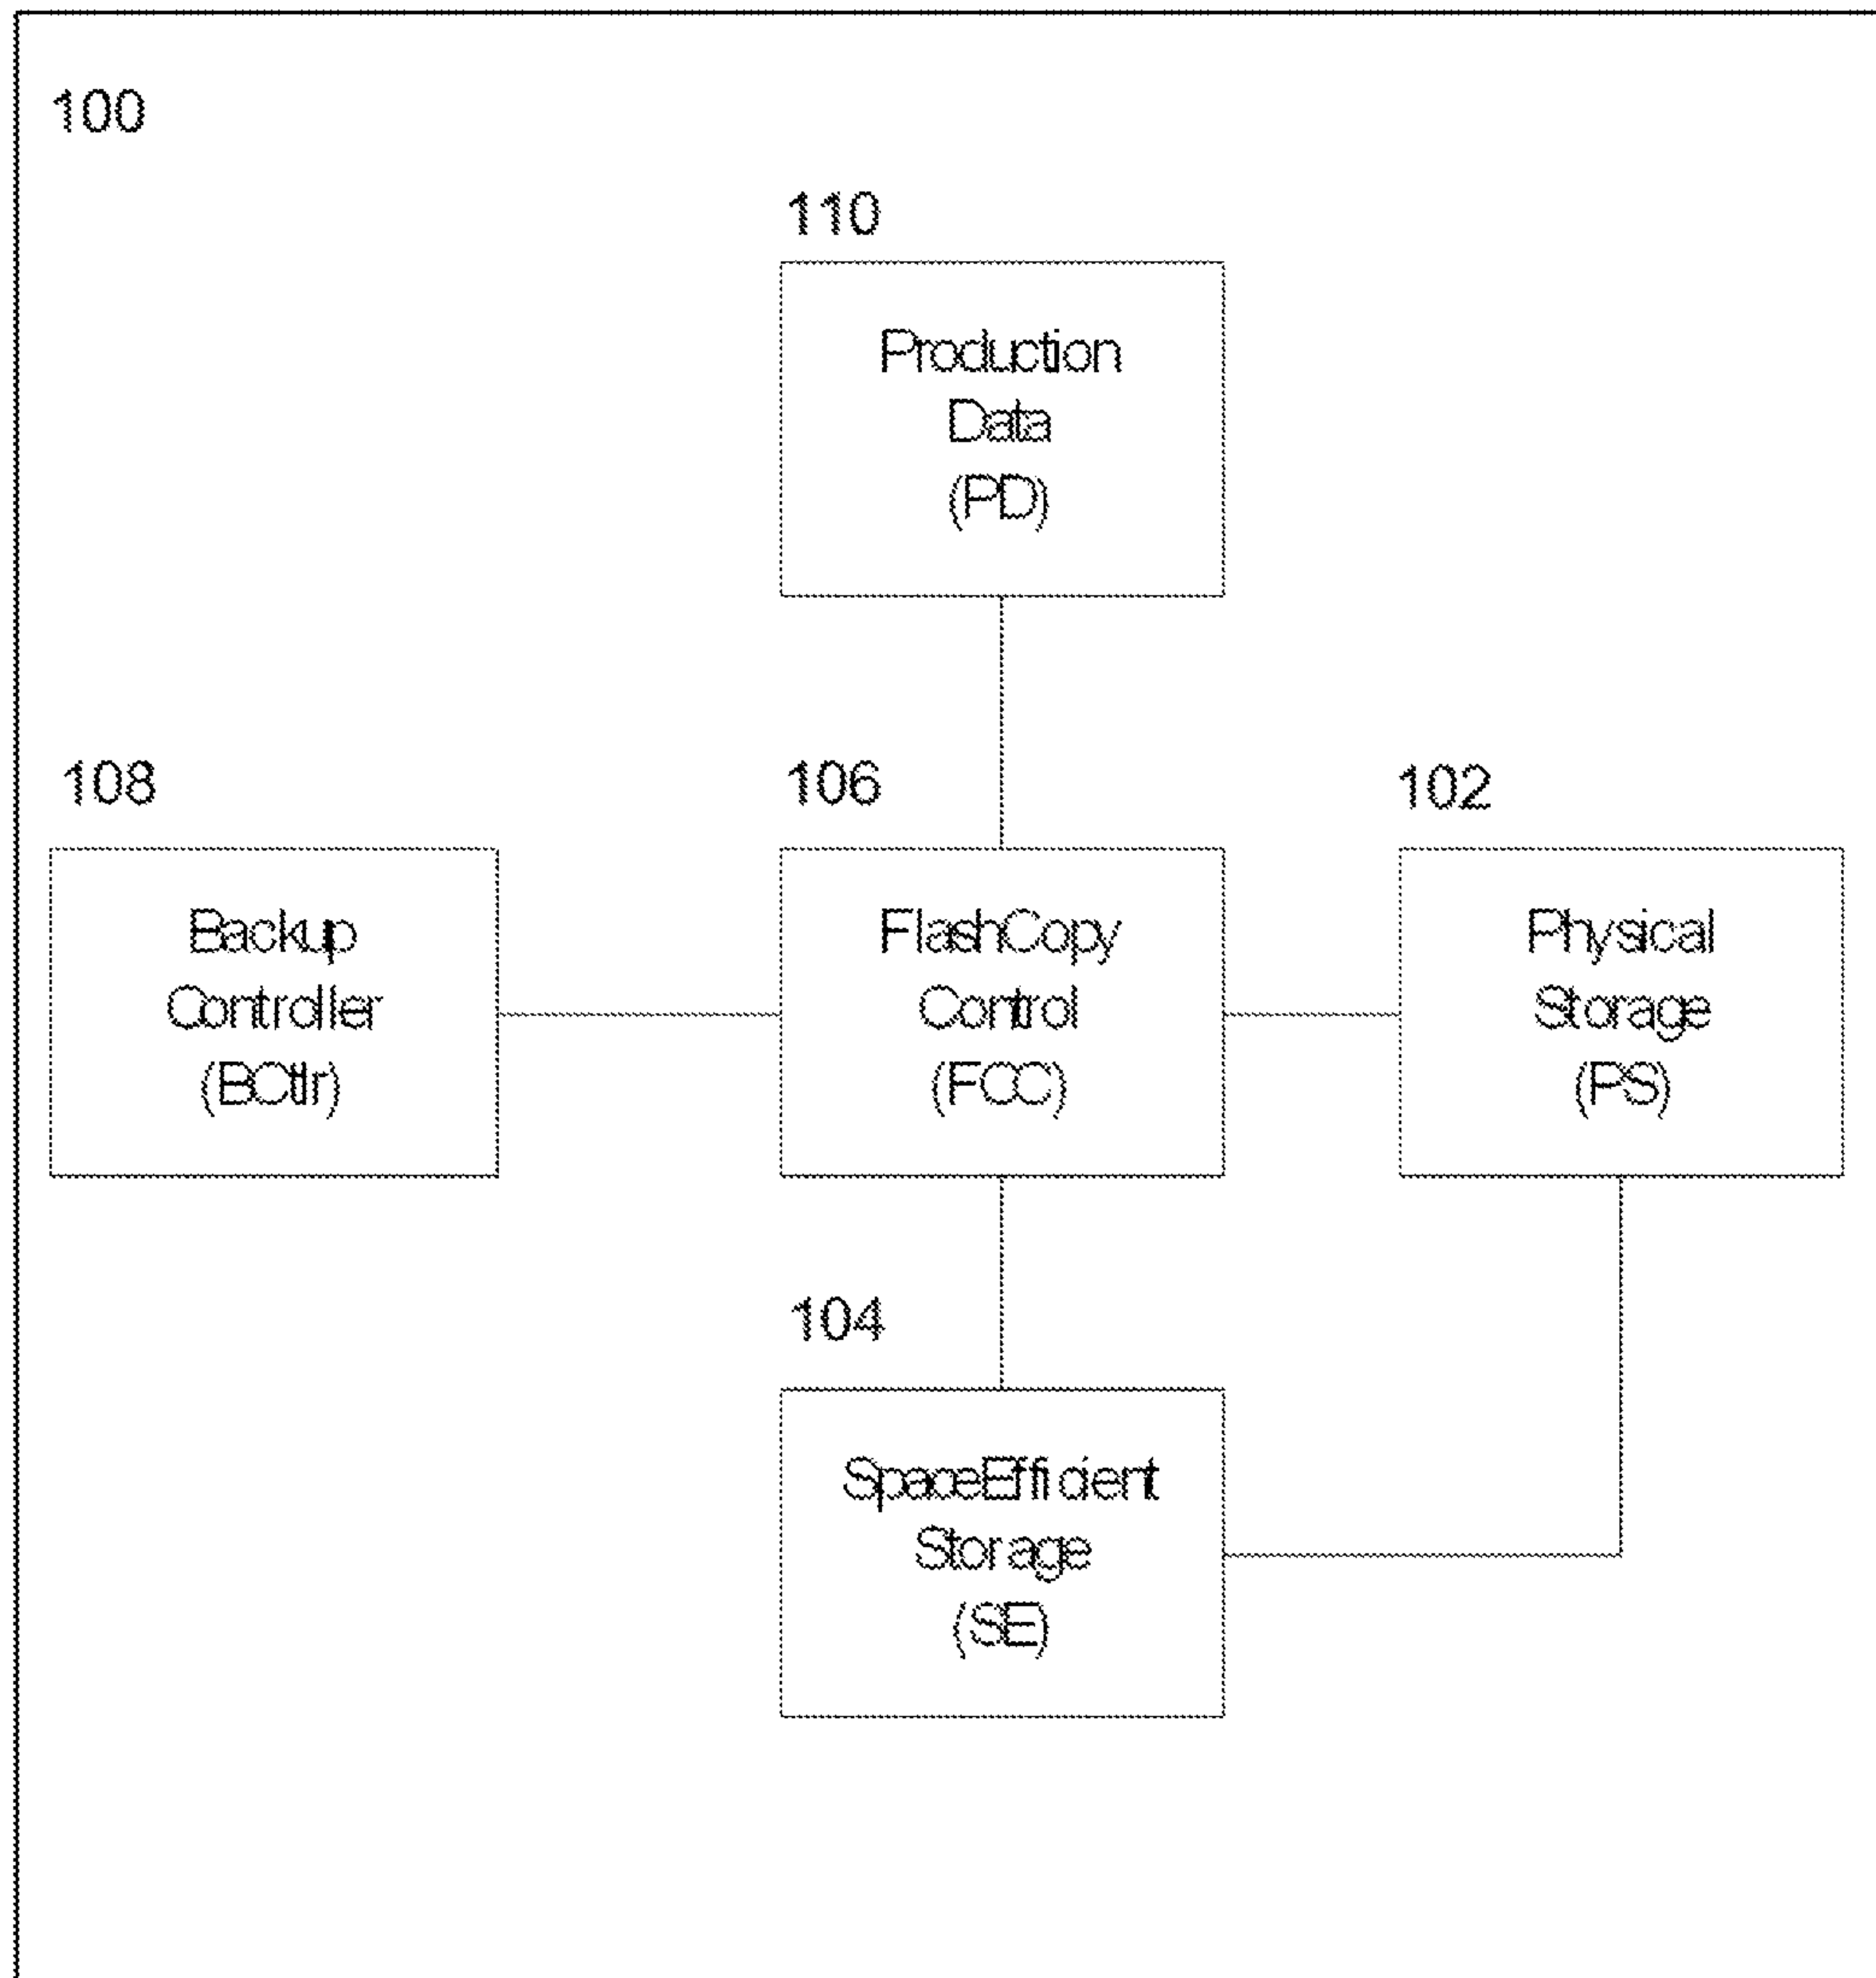 100
110
Production
Data
(PD)
108
106
102
Backup
Controller
(BCtlr)
FlashCopy
Control
(FCC)
Physical
Storage
(PS)
104
SpaceEfficient
Storage
(SE)